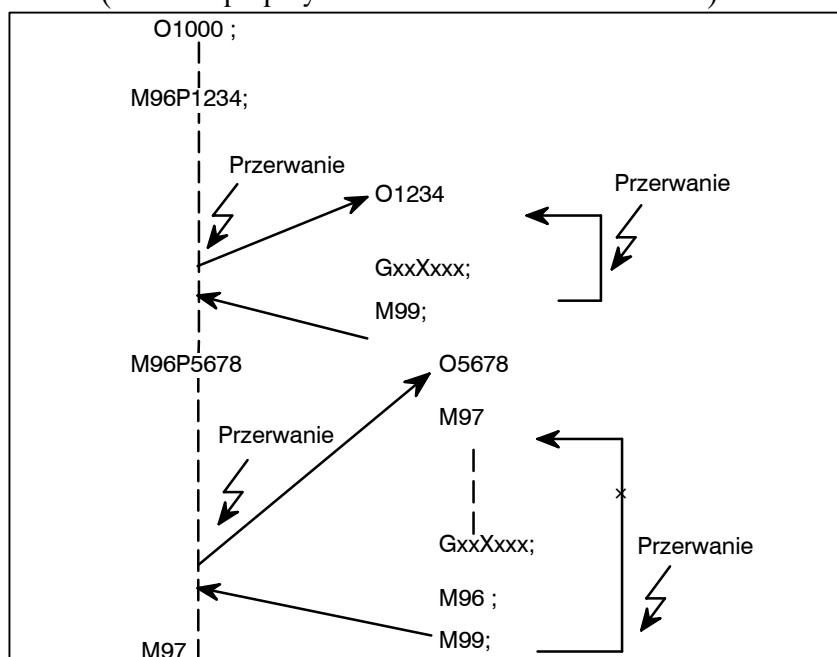 O1000 ;
M96P1234;
Przerwanie
O1234
Przerwanie
GxxXxxx;
M99;
M96P5678
O5678
M97
Przerwanie
GxxXxxx;
Przerwanie
M96 ;
M99;
M97